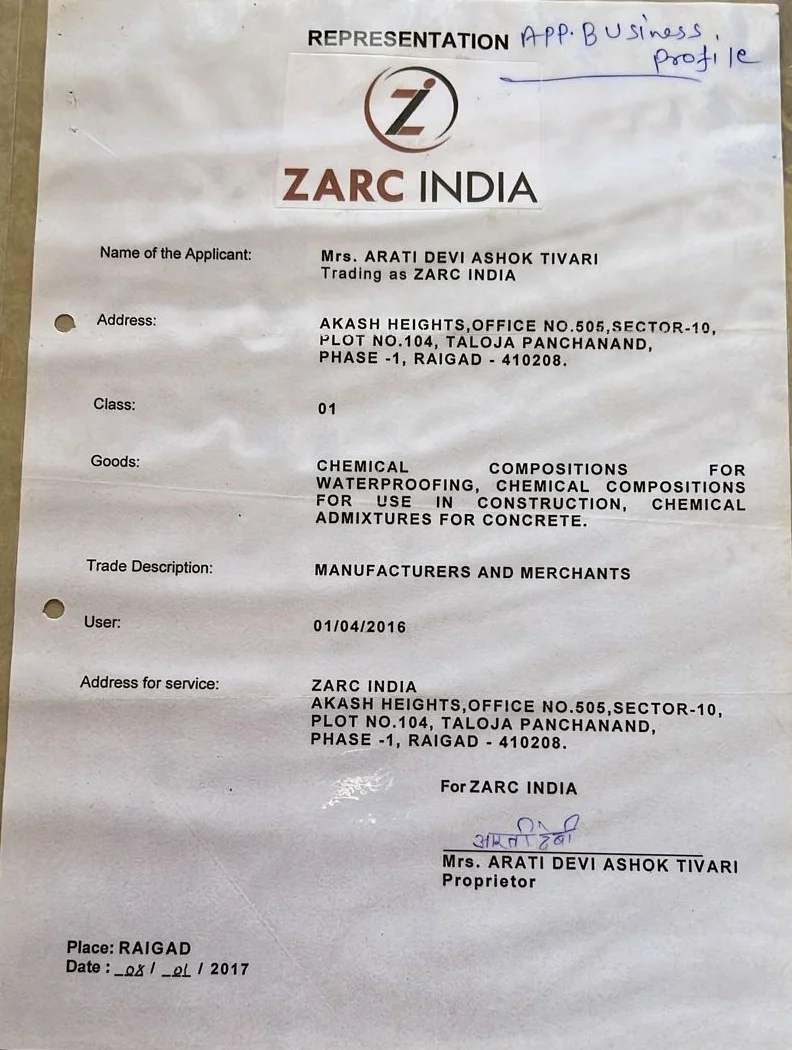 REPRESENTATION APP. BUSINESS.
Profile
ZARC INDIA
Name of the Applicant: Mrs. ARATI DEVI ASHOK TIVARI
Trading as ZARC INDIA
Address: AKASH HEIGHTS,OFFICE NO.505,SECTOR-10,
PLOT NO.104, TALOJA PANCHANAND,
PHASE -1, RAIGAD - 410208.
Class: 01
Goods: CHEMICAL COMPOSITIONS FOR
WATERPROOFING, CHEMICAL COMPOSITIONS
FOR USE IN CONSTRUCTION, CHEMICAL
ADMIXTURES FOR CONCRETE.
Trade Description: MANUFACTURERS AND MERCHANTS
User: 01/04/2016
Address for service: ZARC INDIA
AKASH HEIGHTS,OFFICE NO.505,SECTOR-10,
PLOT NO.104, TALOJA PANCHANAND,
PHASE -1, RAIGAD - 410208.
For ZARC INDIA
आरती देवी
Mrs. ARATI DEVI ASHOK TIVARI
Proprietor
Place: RAIGAD
Date : 08 / 01 / 2017